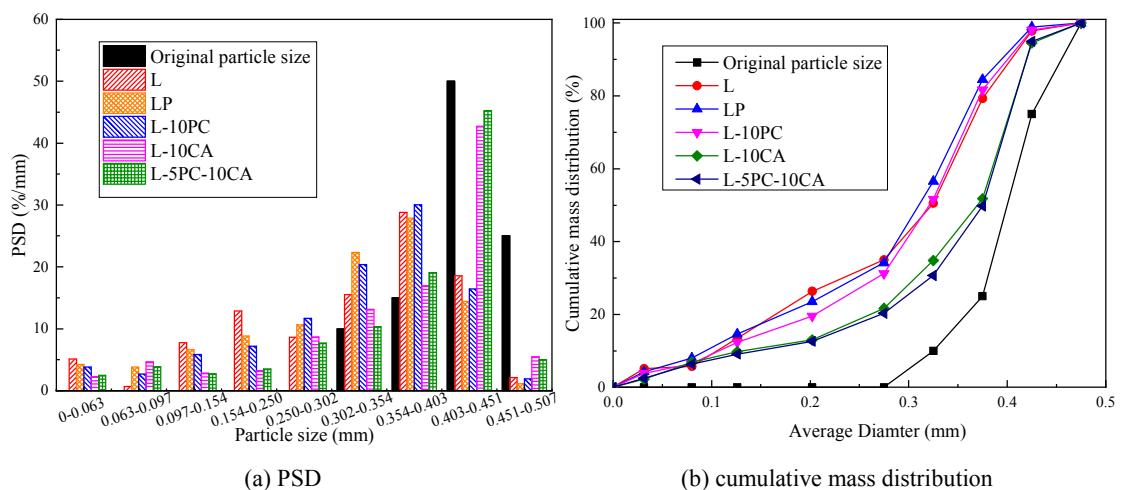 60
50
40
30
20
10
0
PSD (%/mm)
Original particle size
L
LP
L-10PC
L-10CA
L-5PC-10CA
0-0.063
0.063-0.097
0.097-0.154
0.154-0.250
0.250-0.302
0.302-0.354
0.354-0.403
0.403-0.451
0.451-0.507
Particle size (mm)
(a) PSD
100
80
60
40
20
0
Cumulative mass distribution (%)
Original particle size
L
LP
L-10PC
L-10CA
L-5PC-10CA
0.0 0.1 0.2 0.3 0.4 0.5
Average Diamter (mm)
(b) cumulative mass distribution